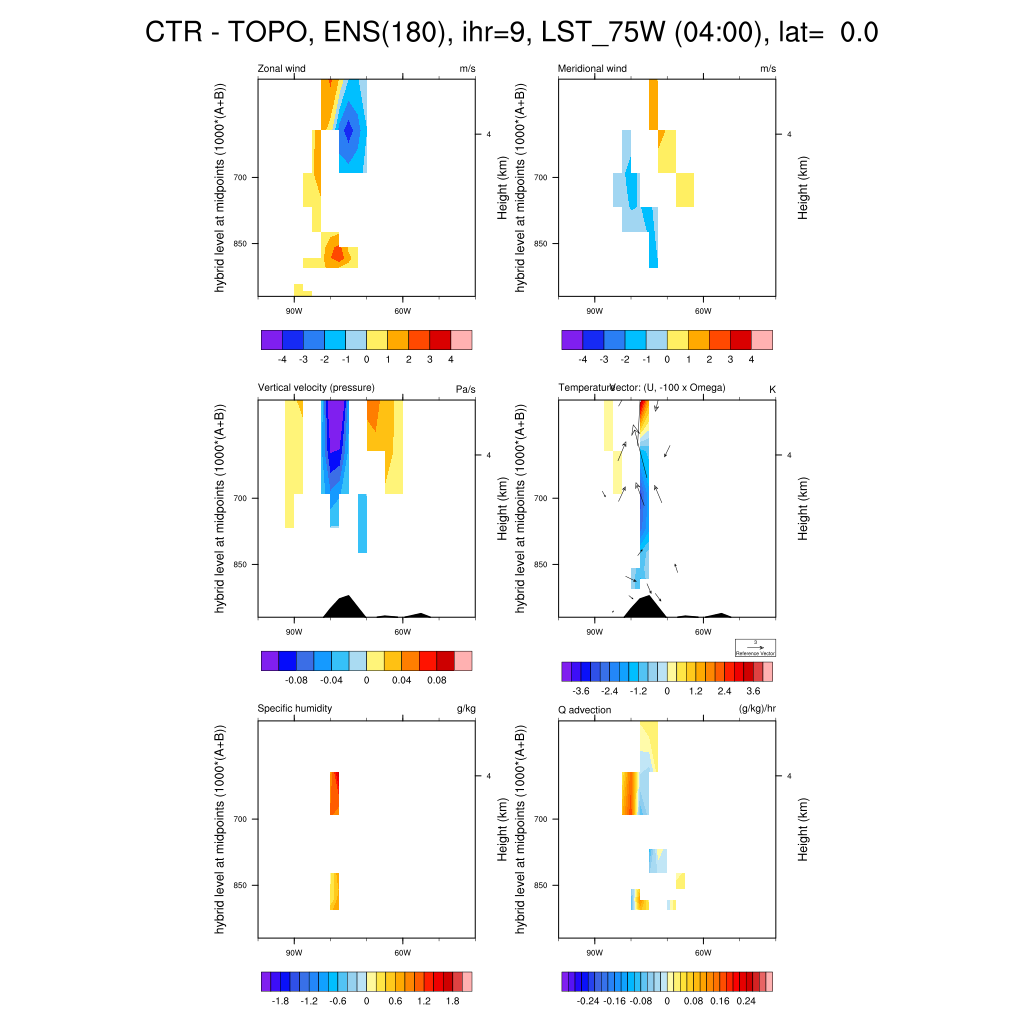 CTR - TOPO, ENS(180), ihr=9, LST_75W (04:00), lat= 0.0
Zonal wind m/s
hybrid level at midpoints (1000*(A+B))
700
850
4
Height (km)
90W 60W
-4 -3 -2 -1 0 1 2 3 4
Meridional wind m/s
hybrid level at midpoints (1000*(A+B))
700
850
4
Height (km)
90W 60W
-4 -3 -2 -1 0 1 2 3 4
Vertical velocity (pressure) Pa/s
hybrid level at midpoints (1000*(A+B))
700
850
4
Height (km)
90W 60W
-0.08 -0.04 0 0.04 0.08
Temperature Vector: (U, -100 x Omega) K
hybrid level at midpoints (1000*(A+B))
700
850
4
Height (km)
90W 60W
3
Reference Vector
-3.6 -2.4 -1.2 0 1.2 2.4 3.6
Specific humidity g/kg
hybrid level at midpoints (1000*(A+B))
700
850
4
Height (km)
90W 60W
-1.8 -1.2 -0.6 0 0.6 1.2 1.8
Q advection (g/kg)/hr
hybrid level at midpoints (1000*(A+B))
700
850
4
Height (km)
90W 60W
-0.24 -0.16 -0.08 0 0.08 0.16 0.24